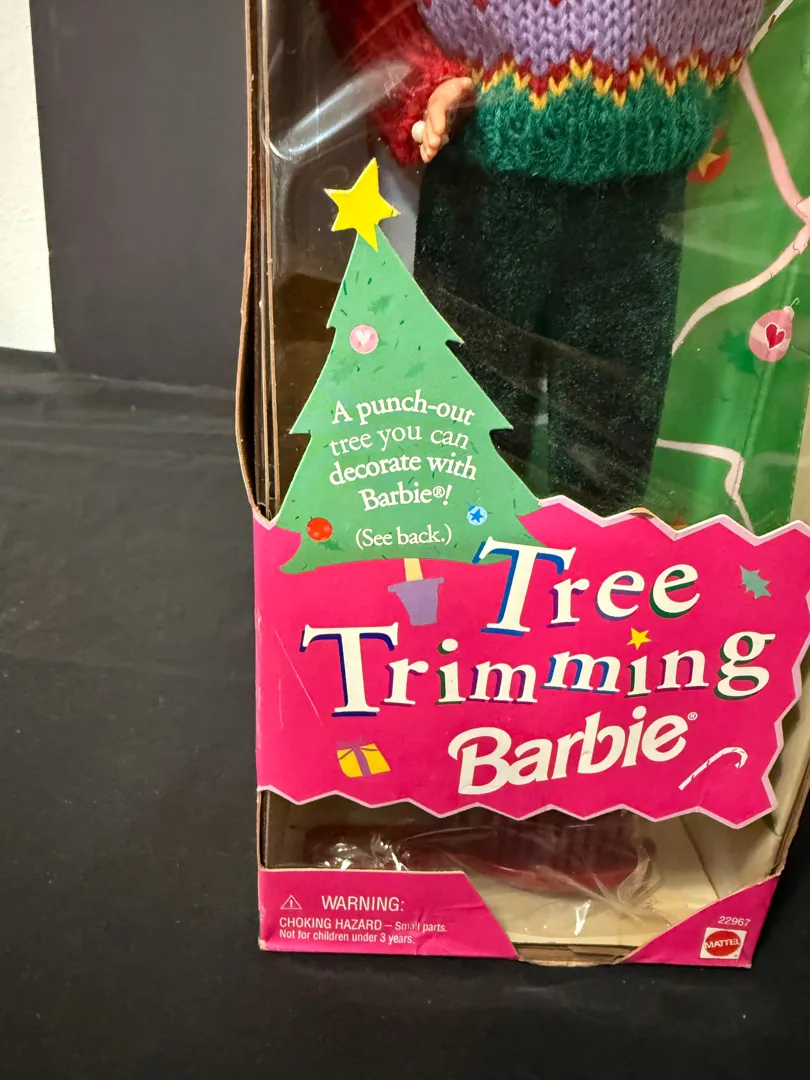 A punch-out
tree you can
decorate with
Barbie®!
(See back.)
Tree
Trimming
Barbie®
⚠ WARNING:
CHOKING HAZARD – Small parts.
Not for children under 3 years.
22967
MATTEL